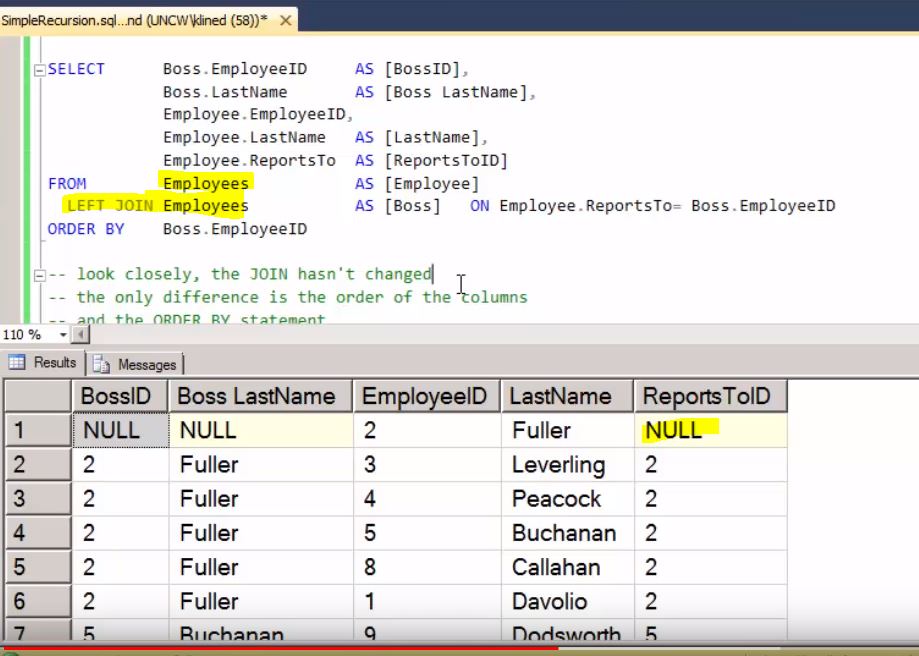 SimpleRecursion.sql...nd (UNCW\klined (58))* ×
SELECT Boss.EmployeeID AS [BossID],
Boss.LastName AS [Boss LastName],
Employee.EmployeeID,
Employee.LastName AS [LastName],
Employee.ReportsTo AS [ReportsToID]
FROM Employees AS [Employee]
LEFT JOIN Employees AS [Boss] ON Employee.ReportsTo= Boss.EmployeeID
ORDER BY Boss.EmployeeID
-- look closely, the JOIN hasn't changed
-- the only difference is the order of the columns
-- and the ORDER BY statement
110 %
Results Messages
BossID Boss LastName EmployeeID LastName ReportsToID
1 NULL NULL 2 Fuller NULL
2 2 Fuller 3 Leverling 2
3 2 Fuller 4 Peacock 2
4 2 Fuller 5 Buchanan 2
5 2 Fuller 8 Callahan 2
6 2 Fuller 1 Davolio 2
7 5 Buchanan 9 Dodsworth 5